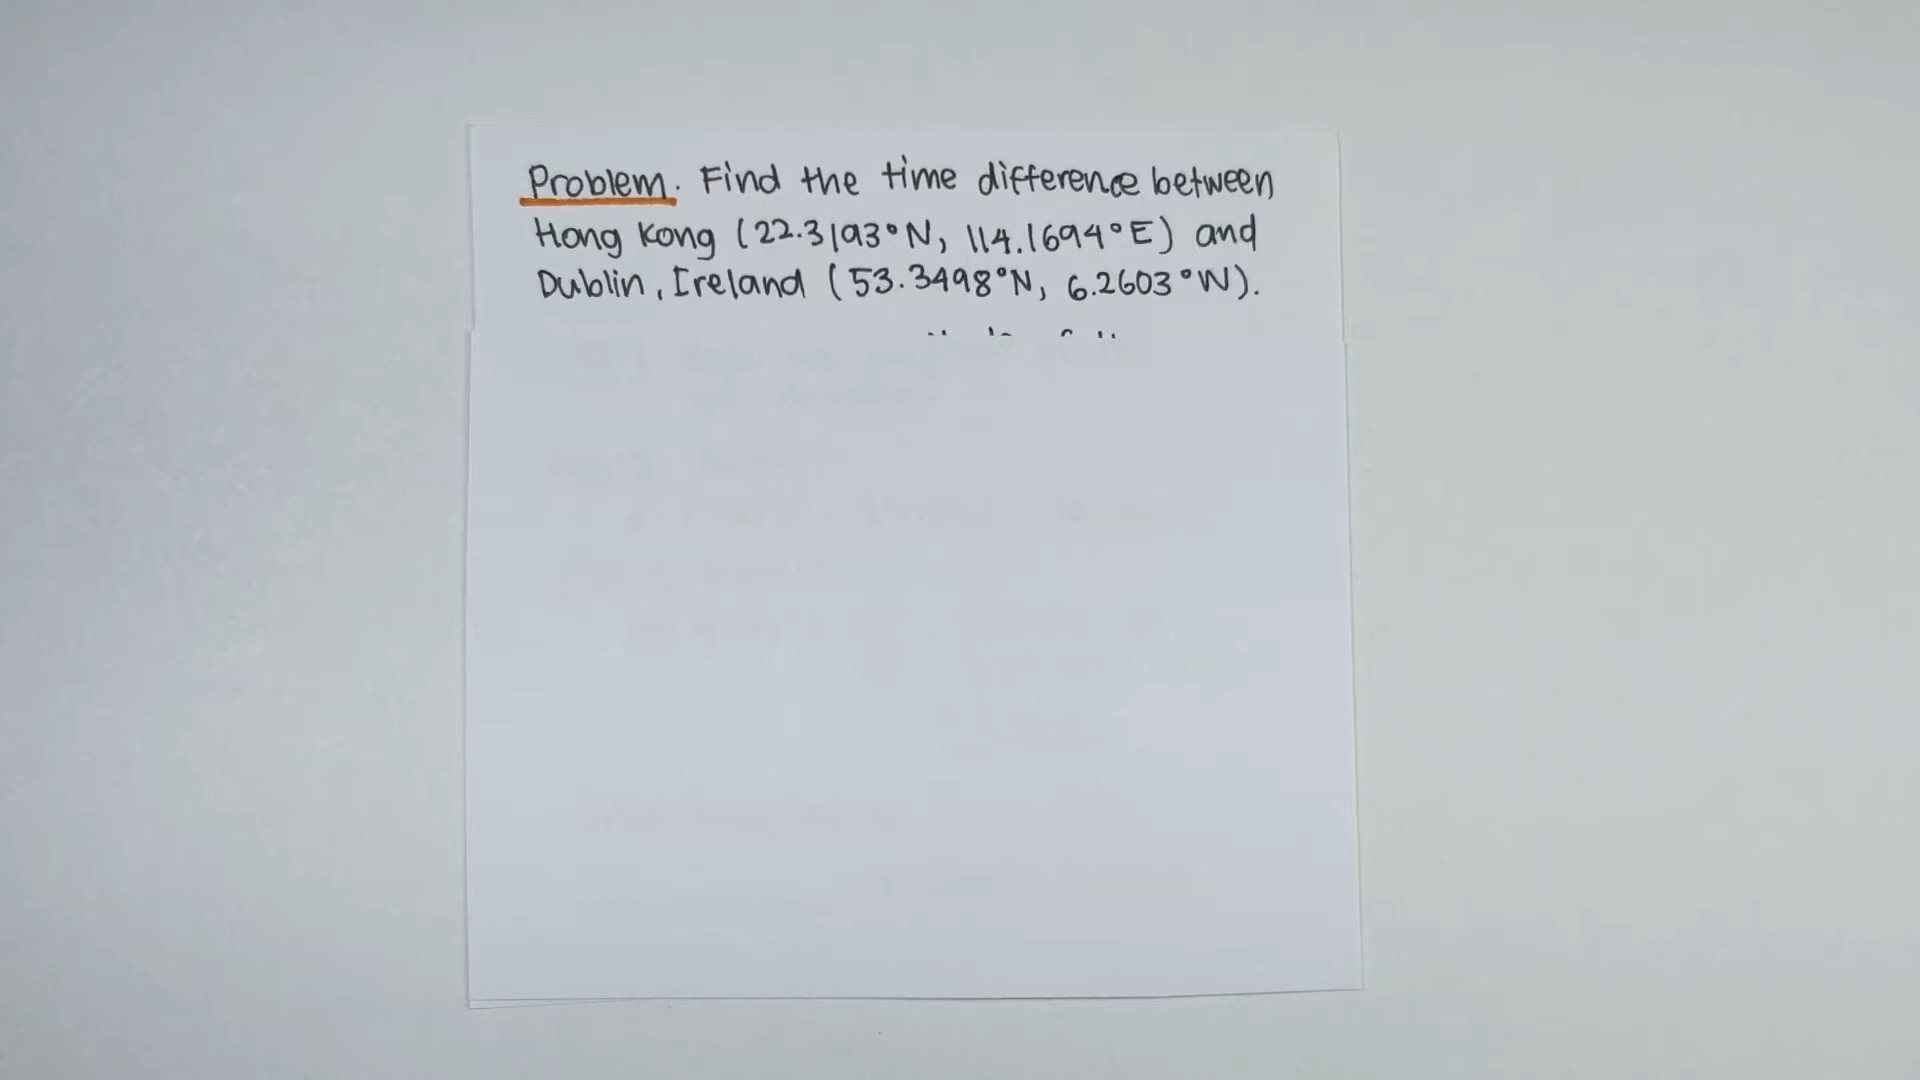 Problem. Find the time difference between
Hong Kong (22.3193°N, 114.1694°E) and
Dublin, Ireland (53.3498°N, 6.2603°W).